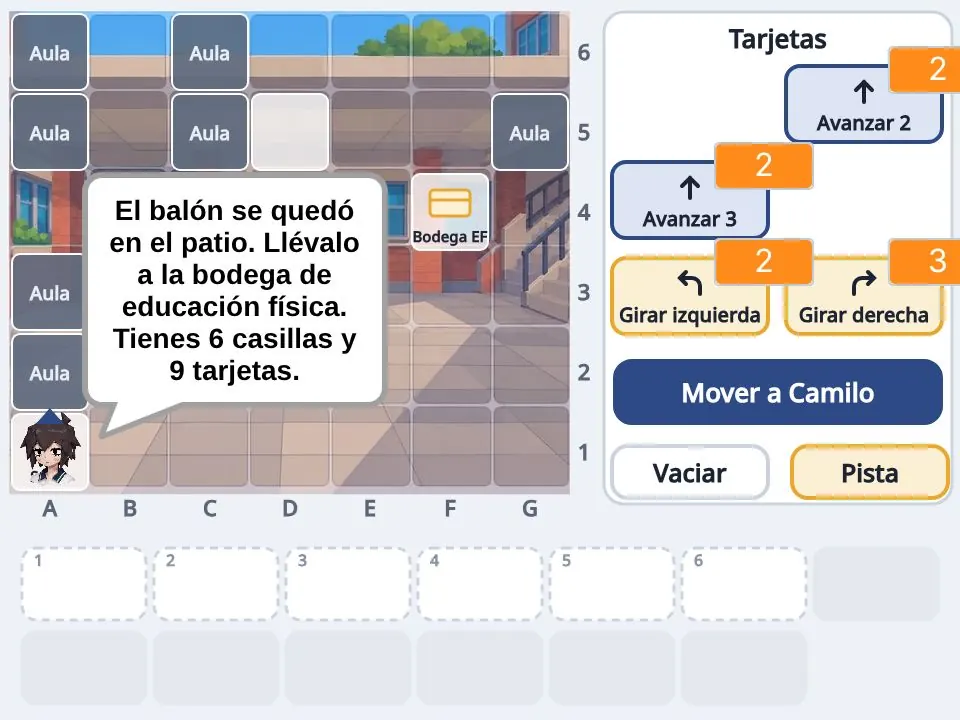 Aula
Aula
6
Aula
Aula
Aula
5
4
Bodega EF
Aula
3
Aula
2
1
El balón se quedó
en el patio. Llévalo
a la bodega de
educación física.
Tienes 6 casillas y
9 tarjetas.
A B C D E F G
Tarjetas
2
Avanzar 2
2
Avanzar 3
2
Girar izquierda
3
Girar derecha
Mover a Camilo
Vaciar
Pista
1 2 3 4 5 6